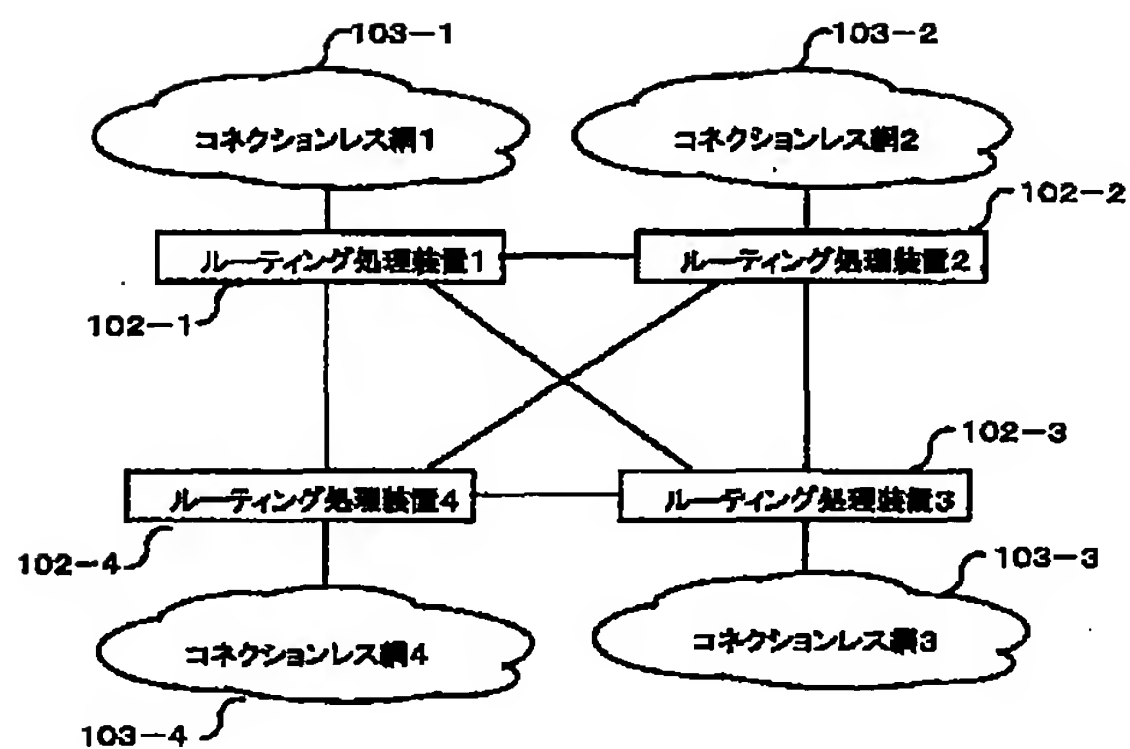 103-1
103-2
コネクションレス網1
コネクションレス網2
102-2
ルーティング処理装置1
ルーティング処理装置2
102-1
102-3
ルーティング処理装置4
ルーティング処理装置3
102-4
103-3
コネクションレス網4
コネクションレス網3
103-4